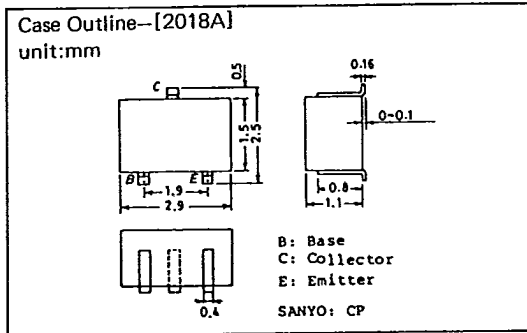 Case Outline—[2018A]
unit:mm
C
0.5
0.16
0~0.1
1.5
2.5
B
E
1.9
2.9
0.8
1.1
0.4
B: Base
C: Collector
E: Emitter
SANYO: CP